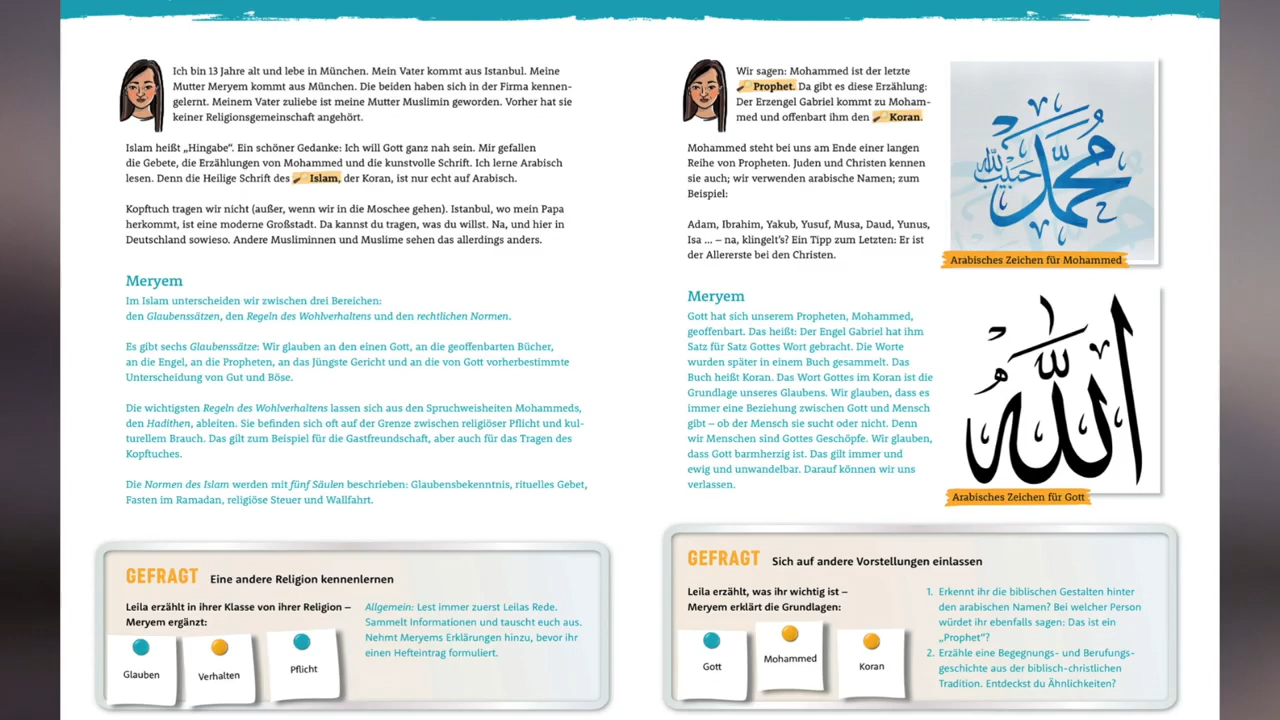 Ich bin 13 Jahre alt und lebe in München. Mein Vater kommt aus Istanbul. Meine
Mutter Meryem kommt aus München. Die beiden haben sich in der Firma kennen-
gelernt. Meinem Vater zuliebe ist meine Mutter Muslimin geworden. Vorher hat sie
keiner Religionsgemeinschaft angehört.
Islam heißt „Hingabe“. Ein schöner Gedanke: Ich will Gott ganz nah sein. Mir gefallen
die Gebete, die Erzählungen von Mohammed und die kunstvolle Schrift. Ich lerne Arabisch
lesen. Denn die Heilige Schrift des Islam, der Koran, ist nur echt auf Arabisch.
Kopftuch tragen wir nicht (außer, wenn wir in die Moschee gehen). Istanbul, wo mein Papa
herkommt, ist eine moderne Großstadt. Da kannst du tragen, was du willst. Na, und hier in
Deutschland sowieso. Andere Musliminnen und Muslime sehen das allerdings anders.
Meryem
Im Islam unterscheiden wir zwischen drei Bereichen:
den Glaubenssätzen, den Regeln des Wohlverhaltens und den rechtlichen Normen.
Es gibt sechs Glaubenssätze: Wir glauben an den einen Gott, an die geoffenbarten Bücher,
an die Engel, an die Propheten, an das Jüngste Gericht und an die von Gott vorherbestimmte
Unterscheidung von Gut und Böse.
Die wichtigsten Regeln des Wohlverhaltens lassen sich aus den Spruchweisheiten Mohammeds,
den Hadithen, ableiten. Sie befinden sich oft auf der Grenze zwischen religiöser Pflicht und kul-
turellem Brauch. Das gilt zum Beispiel für die Gastfreundschaft, aber auch für das Tragen des
Kopftuches.
Die Normen des Islam werden mit fünf Säulen beschrieben: Glaubensbekenntnis, rituelles Gebet,
Fasten im Ramadan, religiöse Steuer und Wallfahrt.
GEFRAGT Eine andere Religion kennenlernen
Leila erzählt in ihrer Klasse von ihrer Religion –
Meryem ergänzt:
Glauben
Verhalten
Pflicht
Allgemein: Lest immer zuerst Leilas Rede.
Sammelt Informationen und tauscht euch aus.
Nehmt Meryems Erklärungen hinzu, bevor ihr
einen Hefteintrag formuliert.
Wir sagen: Mohammed ist der letzte
Prophet. Da gibt es diese Erzählung:
Der Erzengel Gabriel kommt zu Moham-
med und offenbart ihm den Koran.
Mohammed steht bei uns am Ende einer langen
Reihe von Propheten. Juden und Christen kennen
sie auch; wir verwenden arabische Namen; zum
Beispiel:
Adam, Ibrahim, Yakub, Yusuf, Musa, Daud, Yunus,
Isa ... – na, klingelt’s? Ein Tipp zum Letzten: Er ist
der Allererste bei den Christen.
Meryem
Gott hat sich unserem Propheten, Mohammed,
geoffenbart. Das heißt: Der Engel Gabriel hat ihm
Satz für Satz Gottes Wort gebracht. Die Worte
wurden später in einem Buch gesammelt. Das
Buch heißt Koran. Das Wort Gottes im Koran ist die
Grundlage unseres Glaubens. Wir glauben, dass es
immer eine Beziehung zwischen Gott und Mensch
gibt – ob der Mensch sie sucht oder nicht. Denn
wir Menschen sind Gottes Geschöpfe. Wir glauben,
dass Gott barmherzig ist. Das gilt immer und
ewig und unwandelbar. Darauf können wir uns
verlassen.
محمد حبيب الله
Arabisches Zeichen für Mohammed
الله
Arabisches Zeichen für Gott
GEFRAGT Sich auf andere Vorstellungen einlassen
Leila erzählt, was ihr wichtig ist –
Meryem erklärt die Grundlagen:
Gott
Mohammed
Koran
1. Erkennt ihr die biblischen Gestalten hinter
den arabischen Namen? Bei welcher Person
würdet ihr ebenfalls sagen: Das ist ein
„Prophet“?
2. Erzähle eine Begegnungs- und Berufungs-
geschichte aus der biblisch-christlichen
Tradition. Entdeckst du Ähnlichkeiten?